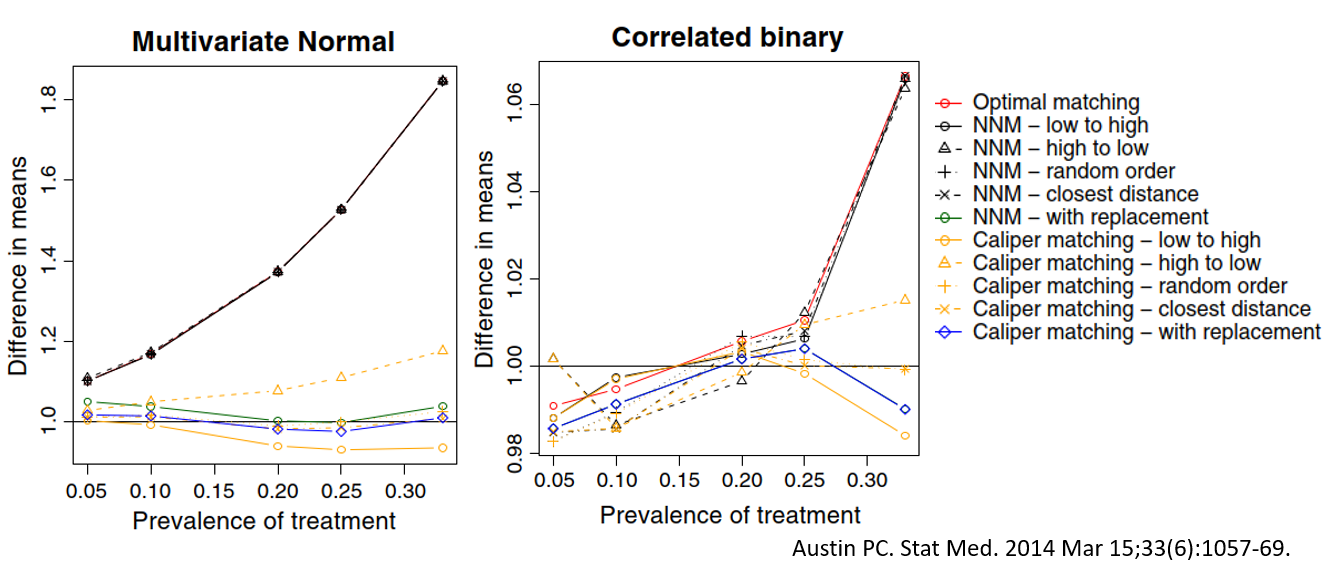 Multivariate Normal
Difference in means
1.0
1.2
1.4
1.6
1.8
0.05 0.10 0.15 0.20 0.25 0.30
Prevalence of treatment
Correlated binary
Difference in means
0.98
1.00
1.02
1.04
1.06
0.05 0.10 0.15 0.20 0.25 0.30
Prevalence of treatment
Optimal matching
NNM – low to high
NNM – high to low
NNM – random order
NNM – closest distance
NNM – with replacement
Caliper matching – low to high
Caliper matching – high to low
Caliper matching – random order
Caliper matching – closest distance
Caliper matching – with replacement
Austin PC. Stat Med. 2014 Mar 15;33(6):1057-69.